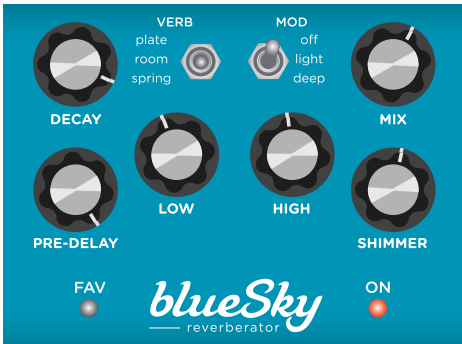 VERB
plate
room
spring
MOD
off
light
deep
DECAY
MIX
LOW
HIGH
PRE-DELAY
SHIMMER
FAV
ON
blueSky
reverberator